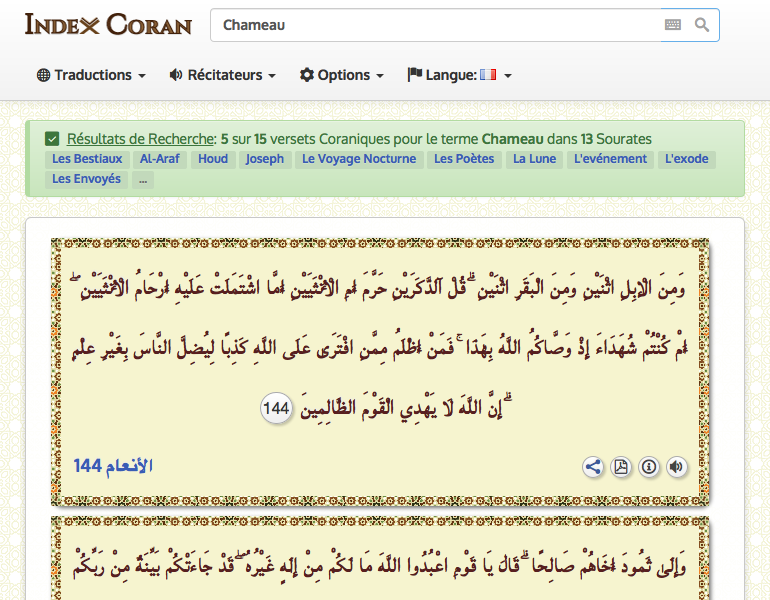 Index Coran
Chameau
Traductions Récitateurs Options Langue:
Résultats de Recherche: 5 sur 15 versets Coraniques pour le terme Chameau dans 13 Sourates
Les Bestiaux Al-Araf Houd Joseph Le Voyage Nocturne Les Poètes La Lune L'evénement L'exode
Les Envoyés ...
وَمِنَ الْإِبِلِ اثْنَيْنِ وَمِنَ الْبَقَرِ اثْنَيْنِ ۗ قُلْ آلذَّكَرَيْنِ حَرَّمَ أَمِ الْأُنْثَيَيْنِ أَمَّا اشْتَمَلَتْ عَلَيْهِ أَرْحَامُ الْأُنْثَيَيْنِ ۖ
أَمْ كُنْتُمْ شُهَدَاءَ إِذْ وَصَّاكُمُ اللَّهُ بِهَٰذَا ۚ فَمَنْ أَظْلَمُ مِمَّنِ افْتَرَىٰ عَلَى اللَّهِ كَذِبًا لِيُضِلَّ النَّاسَ بِغَيْرِ عِلْمٍ
ۗ إِنَّ اللَّهَ لَا يَهْدِي الْقَوْمَ الظَّالِمِينَ 144
الأنعام 144
وَإِلَىٰ ثَمُودَ أَخَاهُمْ صَالِحًا ۗ قَالَ يَا قَوْمِ اعْبُدُوا اللَّهَ مَا لَكُمْ مِنْ إِلَٰهٍ غَيْرُهُ ۖ قَدْ جَاءَتْكُمْ بَيِّنَةٌ مِنْ رَبِّكُمْ